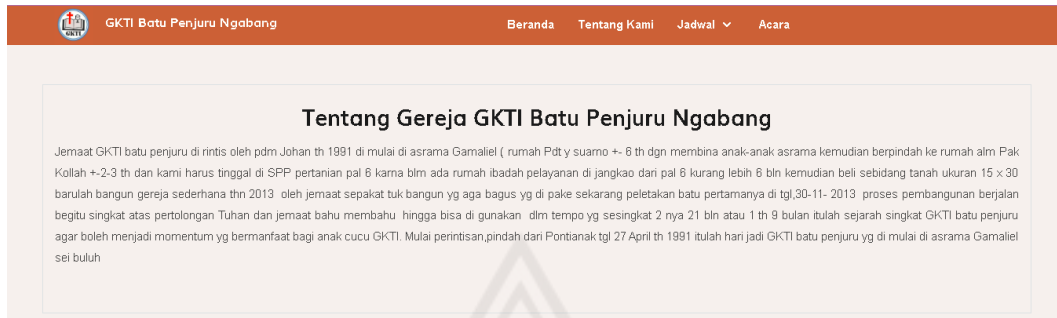 GKTI
GKTI Batu Penjuru Ngabang
Beranda Tentang Kami Jadwal Acara
Tentang Gereja GKTI Batu Penjuru Ngabang
Jemaat GKTI batu penjuru di rintis oleh pdm Johan th 1991 di mulai di asrama Gamaliel ( rumah Pdt y suarno +- 6 th dgn membina anak-anak asrama kemudian berpindah ke rumah alm Pak
Kollah +-2-3 th dan kami harus tinggal di SPP pertanian pal 6 karna blm ada rumah ibadah pelayanan di jangkao dari pal 6 kurang lebih 6 bln kemudian beli sebidang tanah ukuran 15 x 30
barulah bangun gereja sederhana thn 2013 oleh jemaat sepakat tuk bangun yg aga bagus yg di pake sekarang peletakan batu pertamanya di tgl,30-11- 2013 proses pembangunan berjalan
begitu singkat atas pertolongan Tuhan dan jemaat bahu membahu hingga bisa di gunakan dlm tempo yg sesingkat 2 nya 21 bln atau 1 th 9 bulan itulah sejarah singkat GKTI batu penjuru
agar boleh menjadi momentum yg bermanfaat bagi anak cucu GKTI. Mulai perintisan,pindah dari Pontianak tgl 27 April th 1991 itulah hari jadi GKTI batu penjuru yg di mulai di asrama Gamaliel
sei buluh